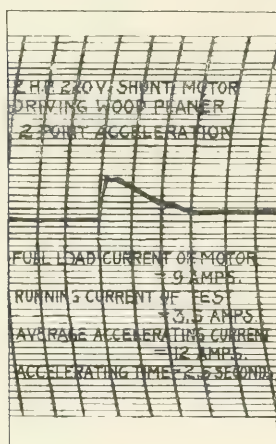 2 H.P. 220V. SHUNT MOTOR
DRIVING WOOD PLANER
2 POINT ACCELERATION
FULL LOAD CURRENT OF MOTOR
= 9 AMPS.
RUNNING CURRENT OF TEST
= 3.5 AMPS.
AVERAGE ACCELERATING CURRENT
= 12 AMPS.
ACCELERATING TIME = 2.5 SECONDS